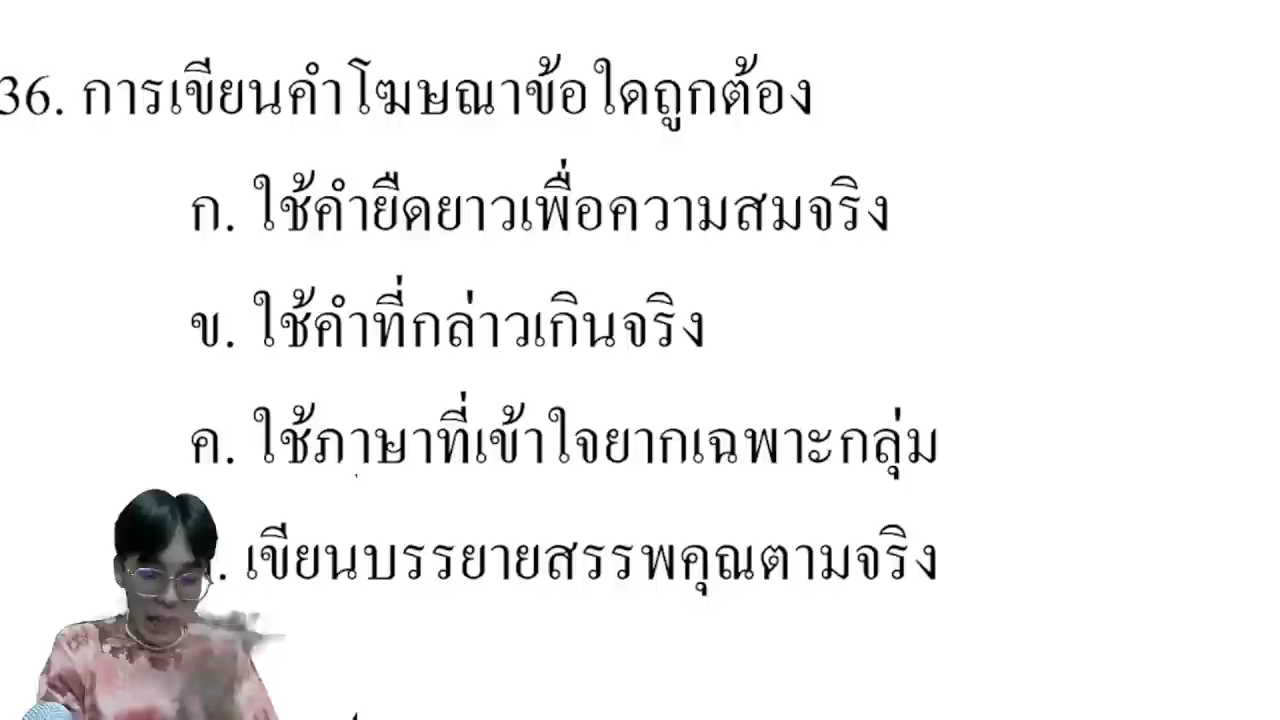 36. การเขียนคำโฆษณาข้อใดถูกต้อง
ก. ใช้คำยืดยาวเพื่อความสมจริง
ข. ใช้คำที่กล่าวเกินจริง
ค. ใช้ภาษาที่เข้าใจยากเฉพาะกลุ่ม
. เขียนบรรยายสรรพคุณตามจริง